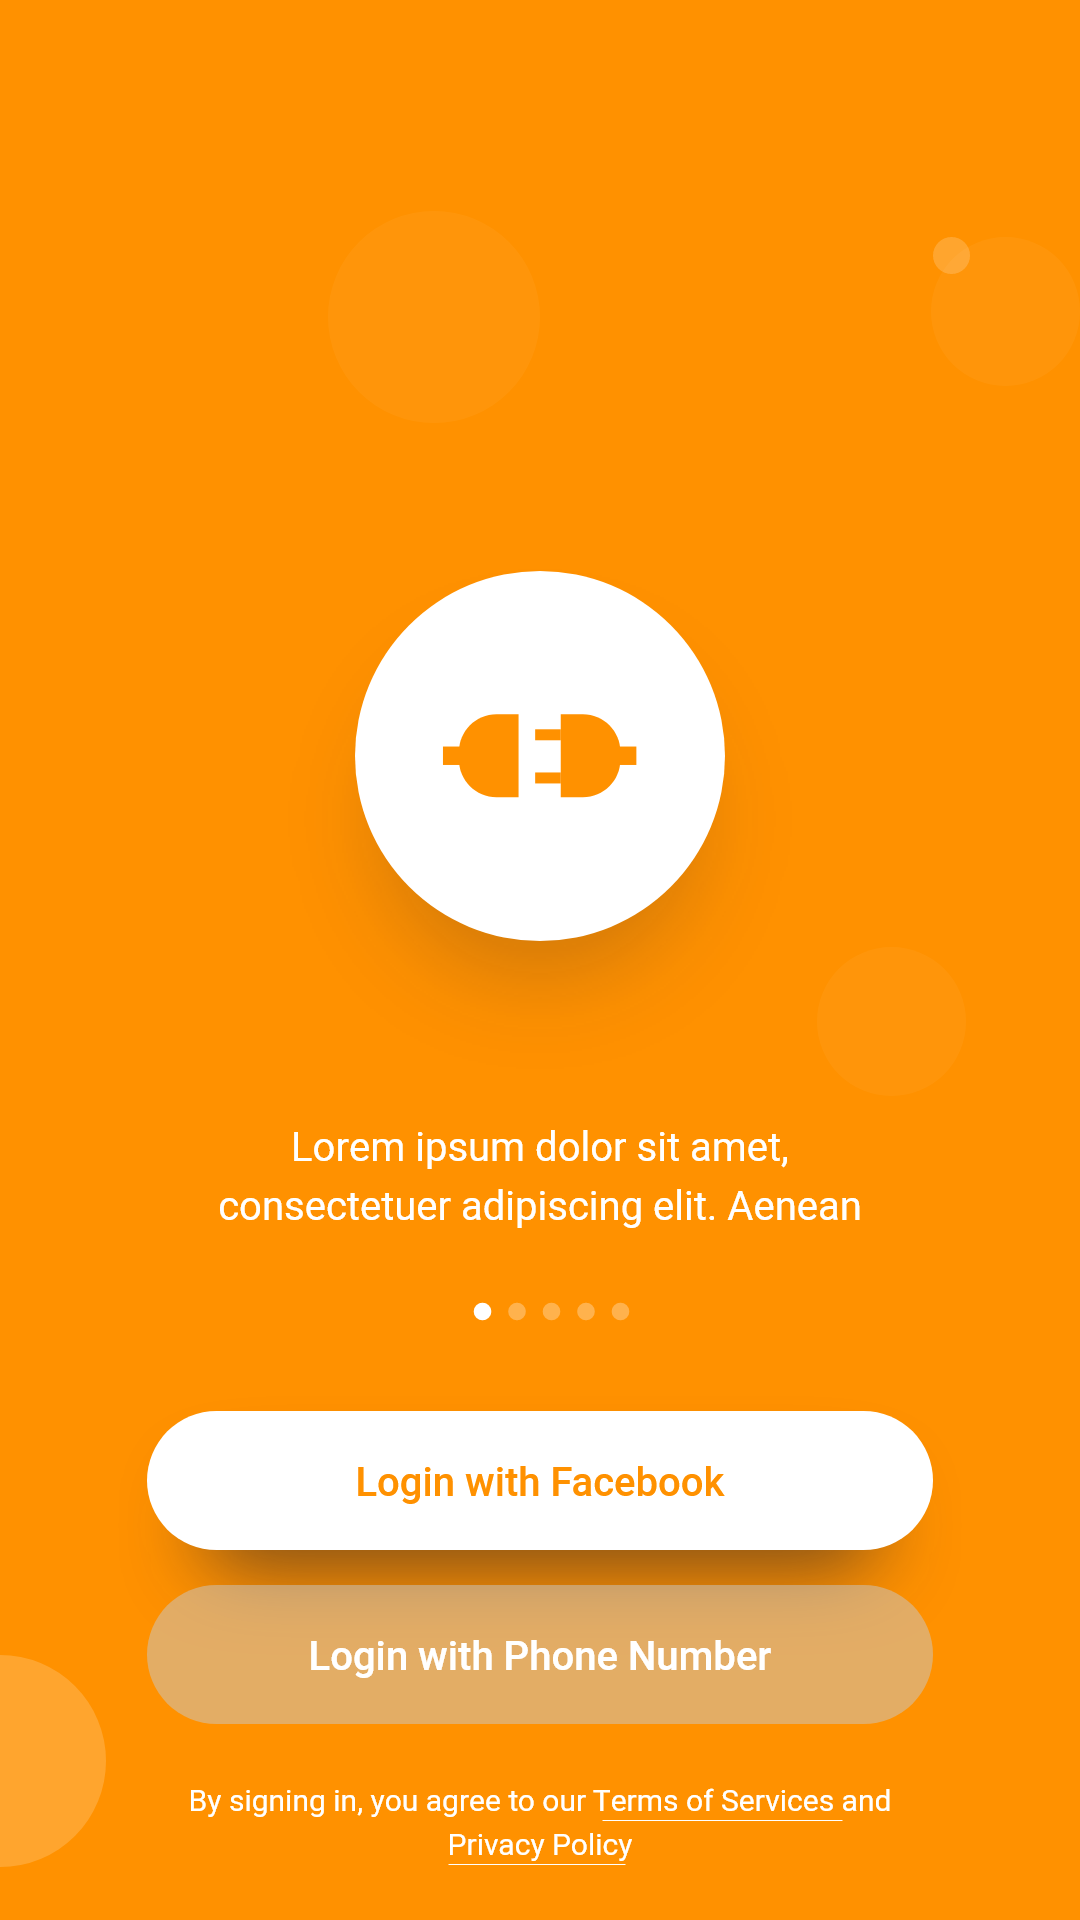 Lorem ipsum dolor sit amet,
consectetuer adipiscing elit. Aenean
Login with Facebook
Login with Phone Number
By signing in, you agree to our Terms of Services and
Privacy Policy